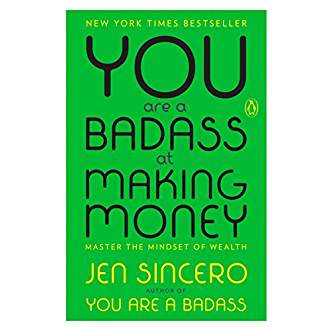 NEW YORK TIMES BESTSELLER
YOU
are a
BADASS
at
MAKING
MONEY
MASTER THE MINDSET OF WEALTH
JEN SINCERO
AUTHOR OF
YOU ARE A BADASS